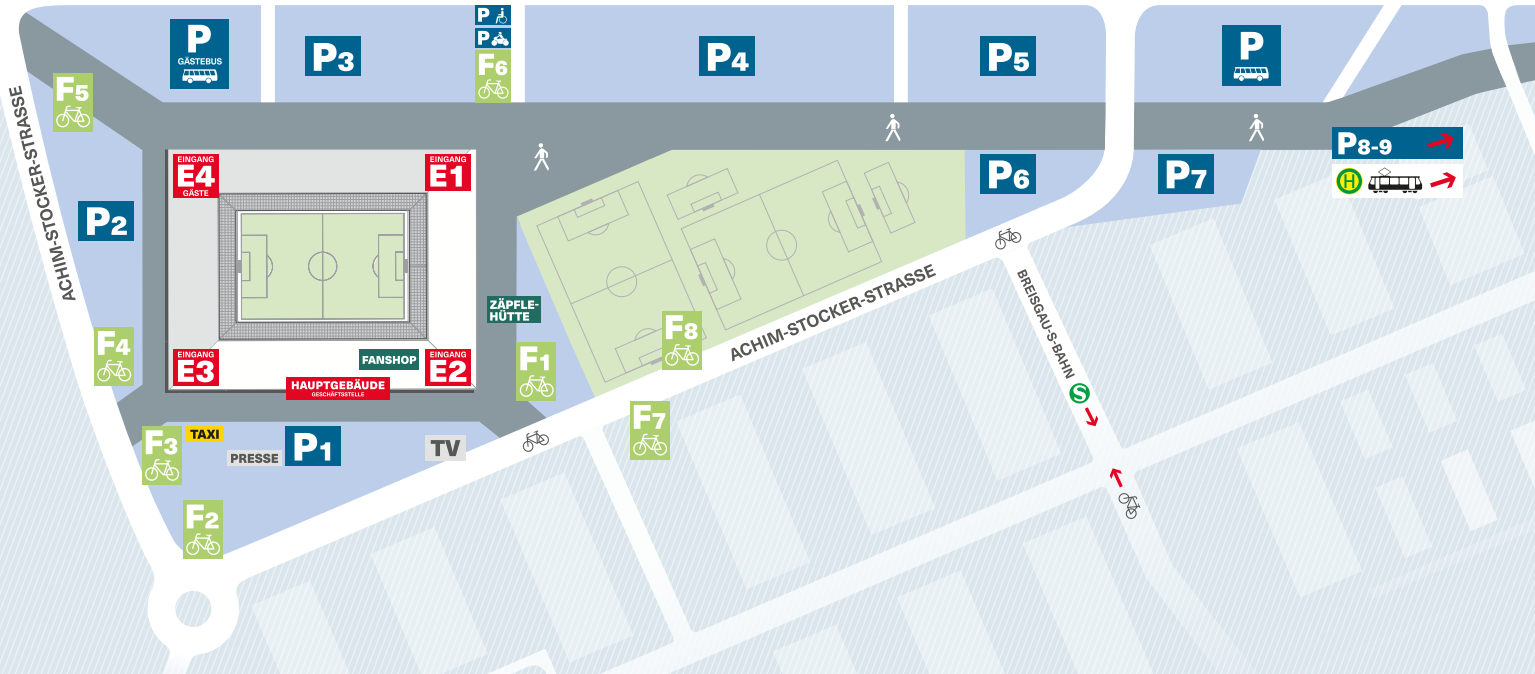 P
GÄSTEBUS
P3
P
P
F6
P4
P5
P
F5
ACHIM-STOCKER-STRASSE
P8-9
H
EINGANG
E4
GÄSTE
EINGANG
E1
P6
P7
P2
ZÄPFLE-
HÜTTE
F4
EINGANG
E3
FANSHOP
EINGANG
E2
HAUPTGEBÄUDE
GESCHÄFTSSTELLE
F1
F8
ACHIM-STOCKER-STRASSE
BREISGAU-S-BAHN
S
F3
TAXI
PRESSE
P1
TV
F7
F2